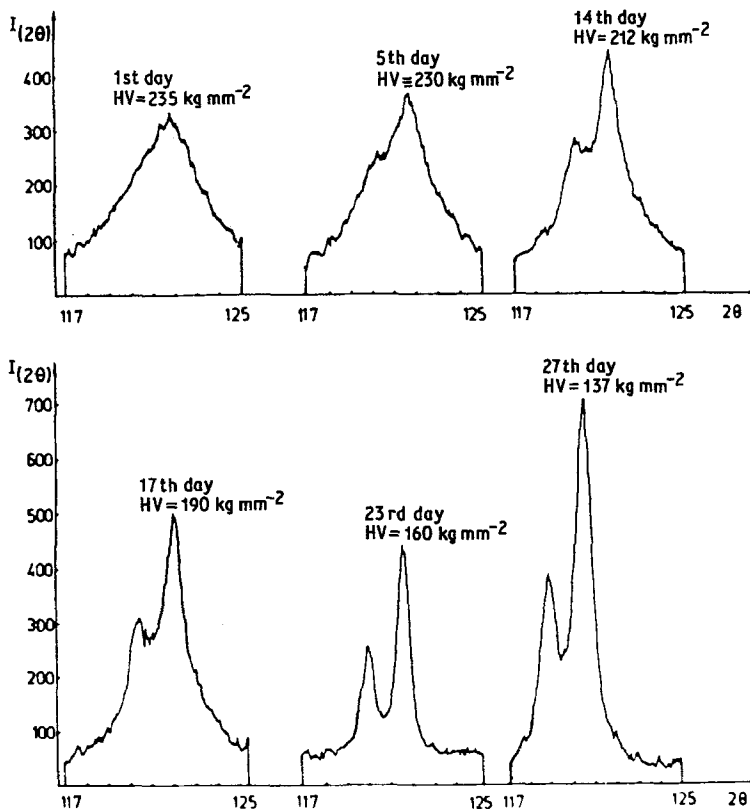 I(2θ)
400
300
200
100
1st day
HV=235 kg mm⁻²
5th day
HV=230 kg mm⁻²
14th day
HV=212 kg mm⁻²
117
125
117
125
117
125
2θ
I(2θ)
700
600
500
400
300
200
100
17th day
HV=190 kg mm⁻²
23rd day
HV=160 kg mm⁻²
27th day
HV=137 kg mm⁻²
117
125
117
125
117
125
2θ